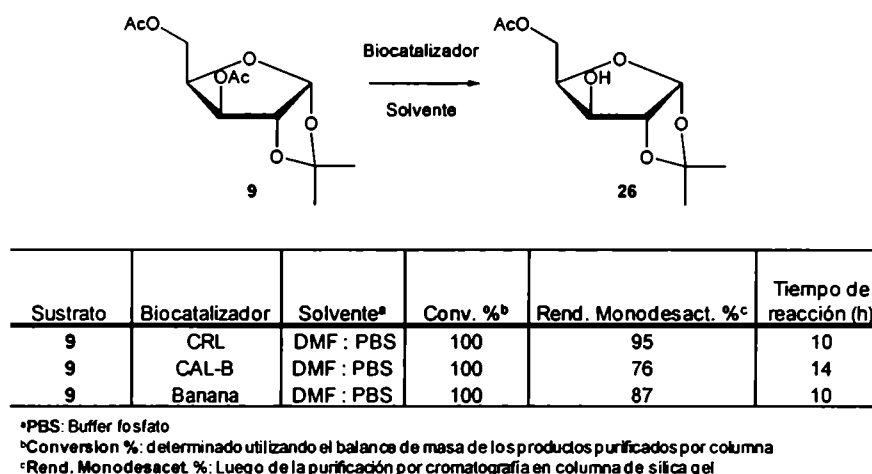 AcO
O
OAc
O
O
9
Biocatalizador
Solvente
AcO
O
OH
O
O
26
Sustrato Biocatalizador Solventeᵃ Conv. %ᵇ Rend. Monodesact. %ᶜ Tiempo de reacción (h)
9 CRL DMF : PBS 100 95 10
9 CAL-B DMF : PBS 100 76 14
9 Banana DMF : PBS 100 87 10
ᵃPBS: Buffer fosfato
ᵇConversion %: determinado utilizando el balance de masa de los productos purificados por columna
ᶜRend. Monodesacet. %: Luego de la purificación por cromatografía en columna de silica gel